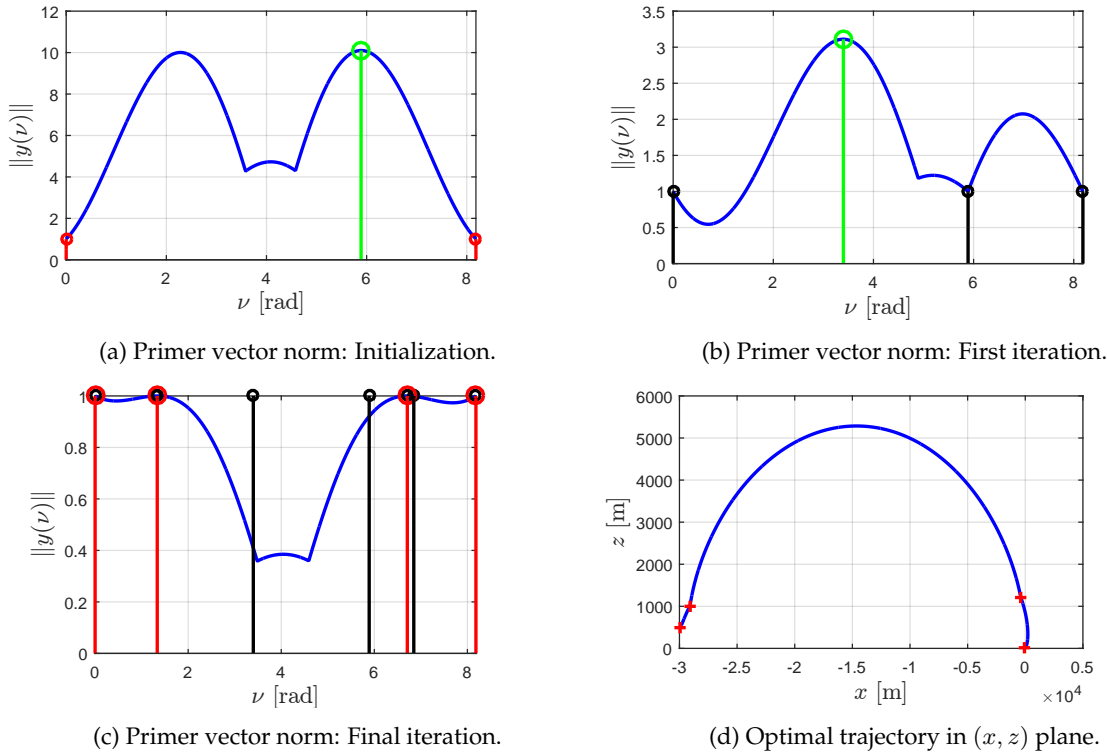 12
10
8
6
4
2
0
‖y(ν)‖
0 2 4 6 8
ν [rad]
(a) Primer vector norm: Initialization.
3.5
3
2.5
2
1.5
1
0.5
0
‖y(ν)‖
0 2 4 6 8
ν [rad]
(b) Primer vector norm: First iteration.
1
0.8
0.6
0.4
0.2
0
‖y(ν)‖
0 2 4 6 8
ν [rad]
(c) Primer vector norm: Final iteration.
6000
5000
4000
3000
2000
1000
0
z [m]
-3 -2.5 -2 -1.5 -1 -0.5 0 0.5
x [m]
×10⁴
(d) Optimal trajectory in (x, z) plane.